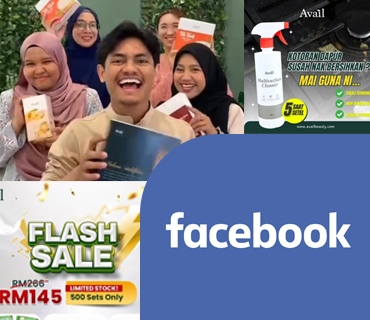 Avall
KOTORAN DAPUR
SUSAH NAK BERSIHKAN ?
MAI GUNA NI...
Avall
Multisurface
Cleaner
5 SAAT
SETEL
www.avallbeauty.com
FLASH
SALE
RM266
RM145
LIMITED STOCK!
500 Sets Only
facebook